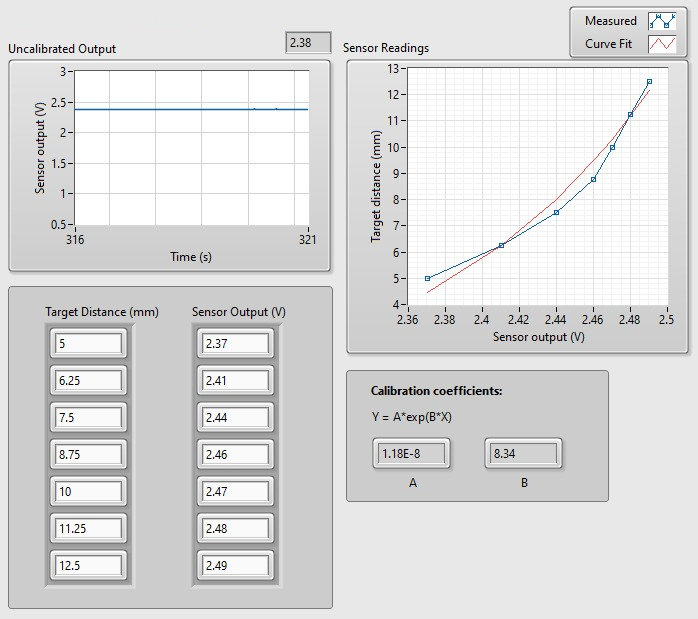 Measured
Curve Fit
Uncalibrated Output
2.38
Sensor Readings
Sensor output (V)
3
2.5
2
1.5
1
0.5
316
321
Time (s)
Target distance (mm)
13
12
11
10
9
8
7
6
5
4
2.36
2.38
2.4
2.42
2.44
2.46
2.48
2.5
Sensor output (V)
Target Distance (mm)
Sensor Output (V)
5
2.37
6.25
2.41
7.5
2.44
8.75
2.46
10
2.47
11.25
2.48
12.5
2.49
Calibration coefficients:
Y = A*exp(B*X)
1.18E-8
8.34
A
B